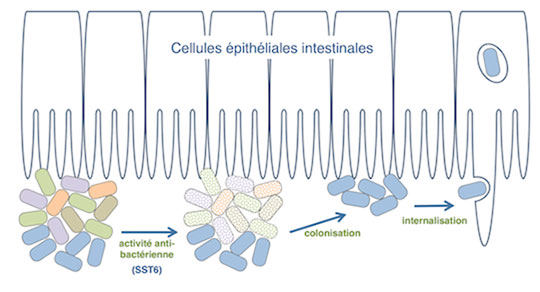 Cellules épithéliales intestinales
activité anti-
bactérienne
(SST6)
colonisation
internalisation